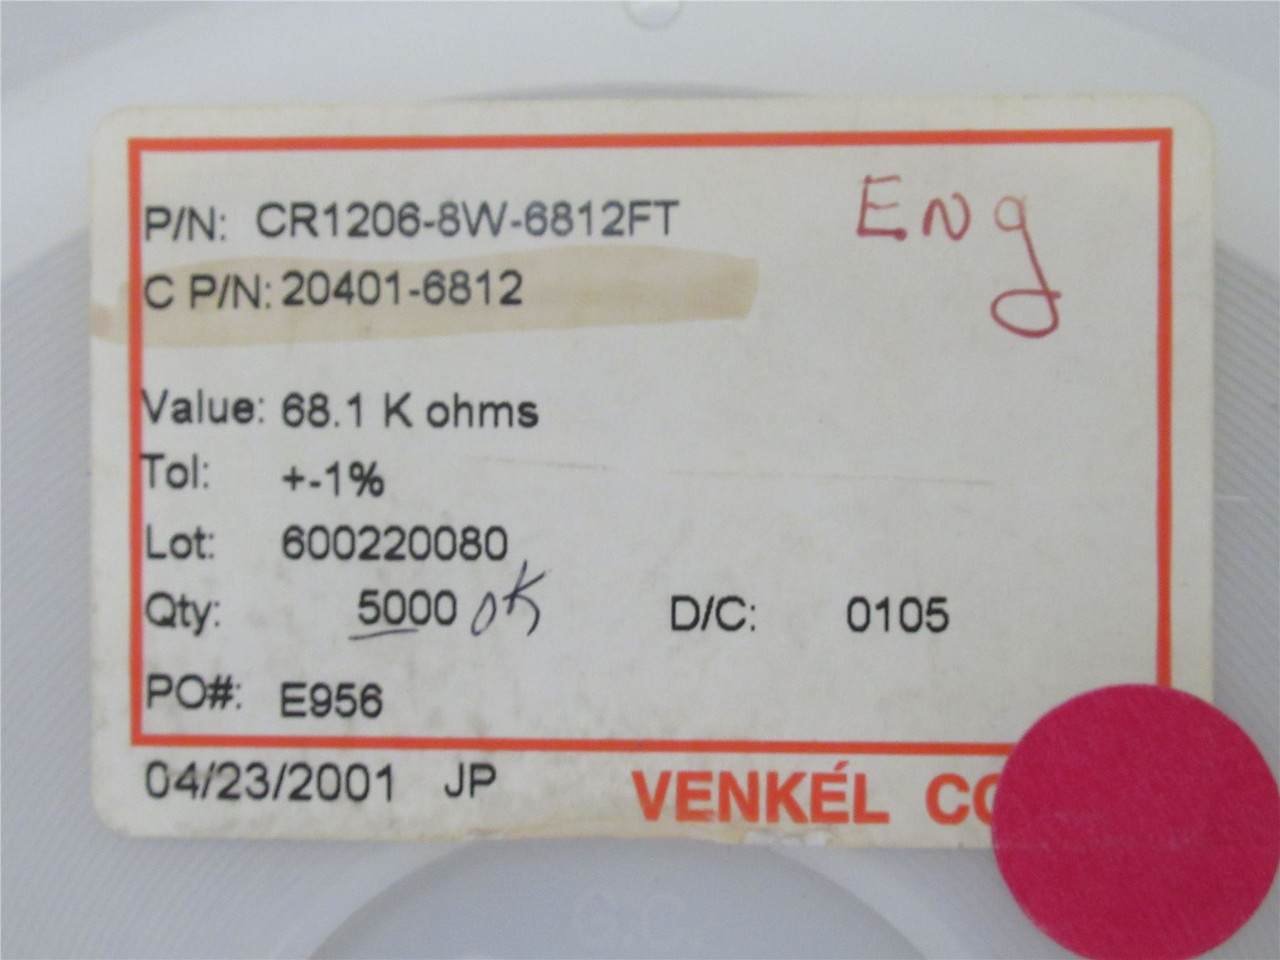 P/N: CR1206-8W-6812FT
Eng
C P/N: 20401-6812
Value: 68.1 K ohms
Tol: +-1%
Lot: 600220080
Qty: 5000 OK D/C: 0105
PO#: E956
04/23/2001 JP VENKÉL
G.C.